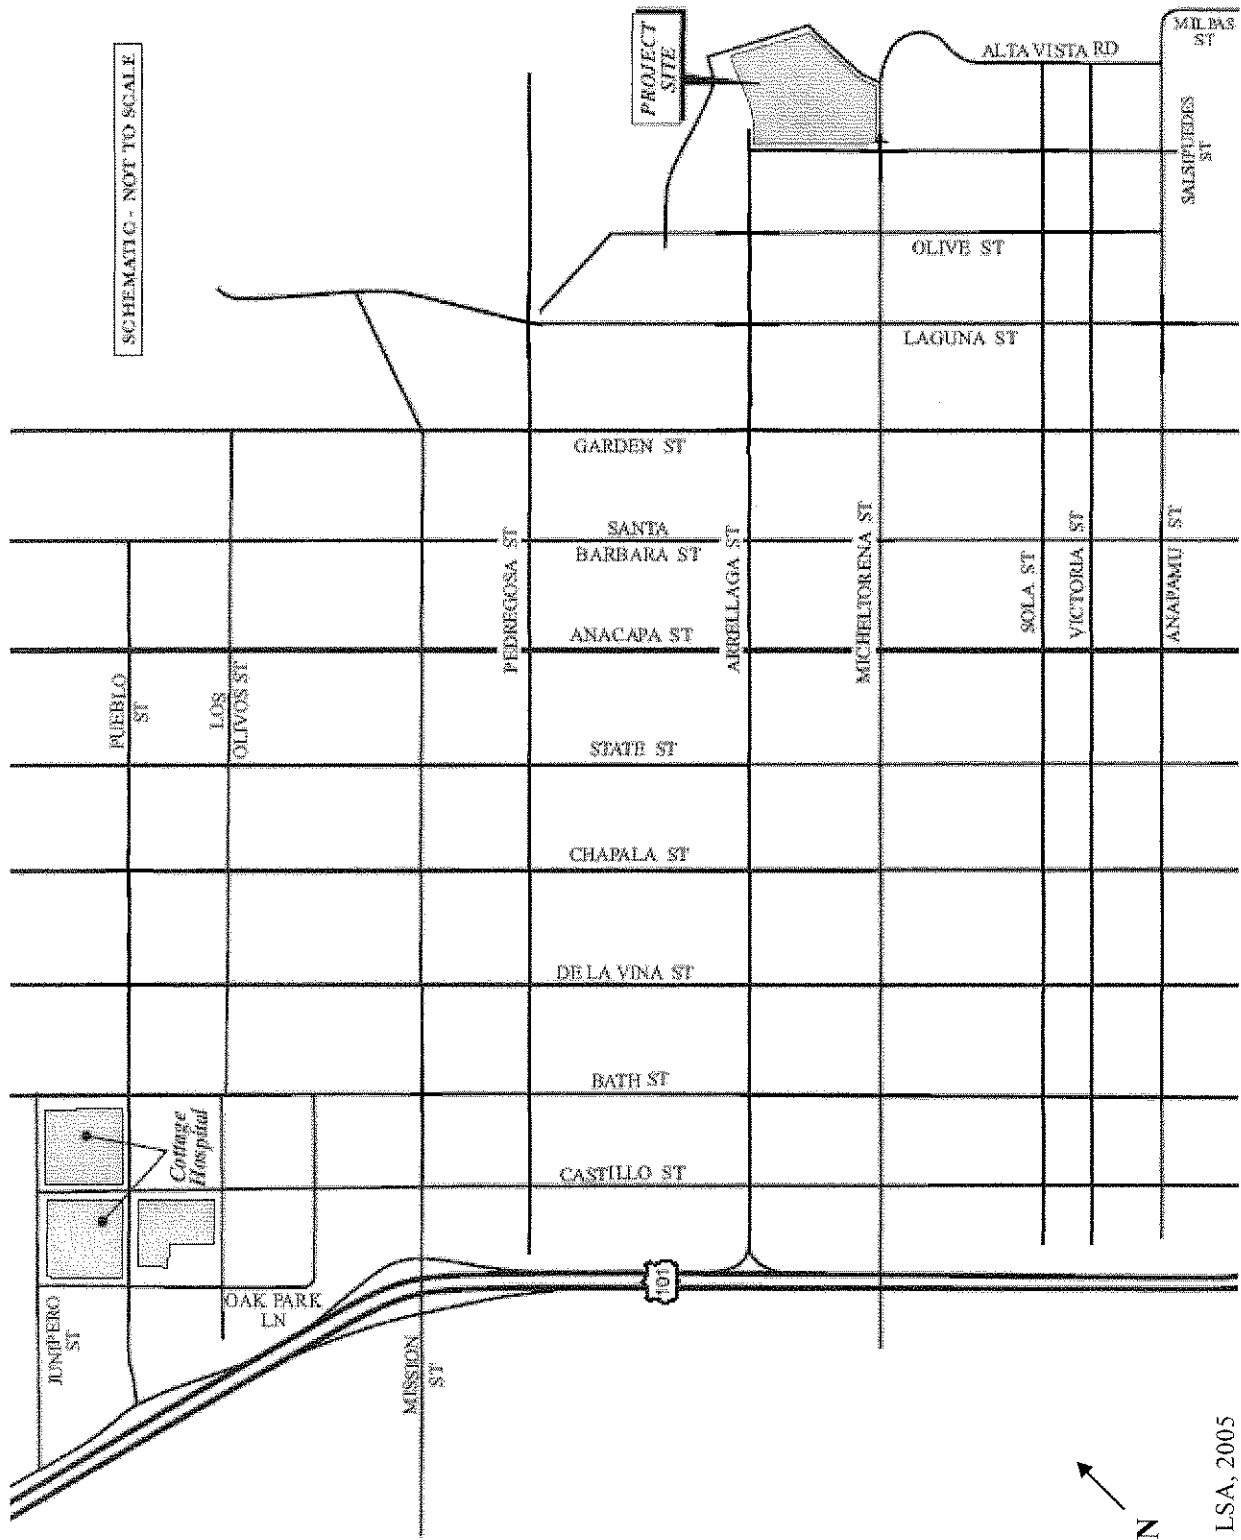 SCHEMATIC - NOT TO SCALE
PROJECT
SITE
MILPAS
ST
ALTA VISTA RD
SALSIPUEDES
ST
OLIVE ST
LAGUNA ST
GARDEN ST
SANTA
BARBARA ST
ANACAPA ST
STATE ST
CHAPALA ST
DE LA VINA ST
BATH ST
CASTILLO ST
PUEBLO
ST
LOS
OLIVOS ST
PEDREGOSA ST
ARRELLAGA ST
MICHELTORENA ST
SOLA ST
VICTORIA ST
ANAPAMU ST
Cottage
Hospital
JUNIPERO
ST
OAK PARK
LN
MISSION
ST
101
N
LSA, 2005